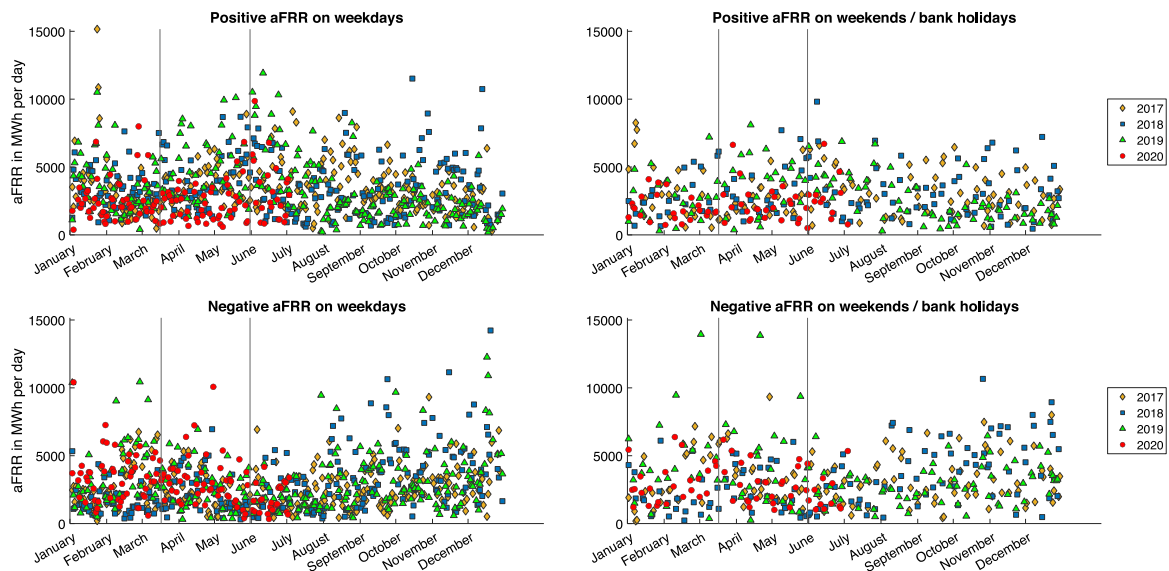 Positive aFRR on weekdays
aFRR in MWh per day
15000
10000
5000
0
January
February
March
April
May
June
July
August
September
October
November
December
Positive aFRR on weekends / bank holidays
15000
10000
5000
0
January
February
March
April
May
June
July
August
September
October
November
December
2017
2018
2019
2020
Negative aFRR on weekdays
aFRR in MWh per day
15000
10000
5000
0
January
February
March
April
May
June
July
August
September
October
November
December
Negative aFRR on weekends / bank holidays
15000
10000
5000
0
January
February
March
April
May
June
July
August
September
October
November
December
2017
2018
2019
2020